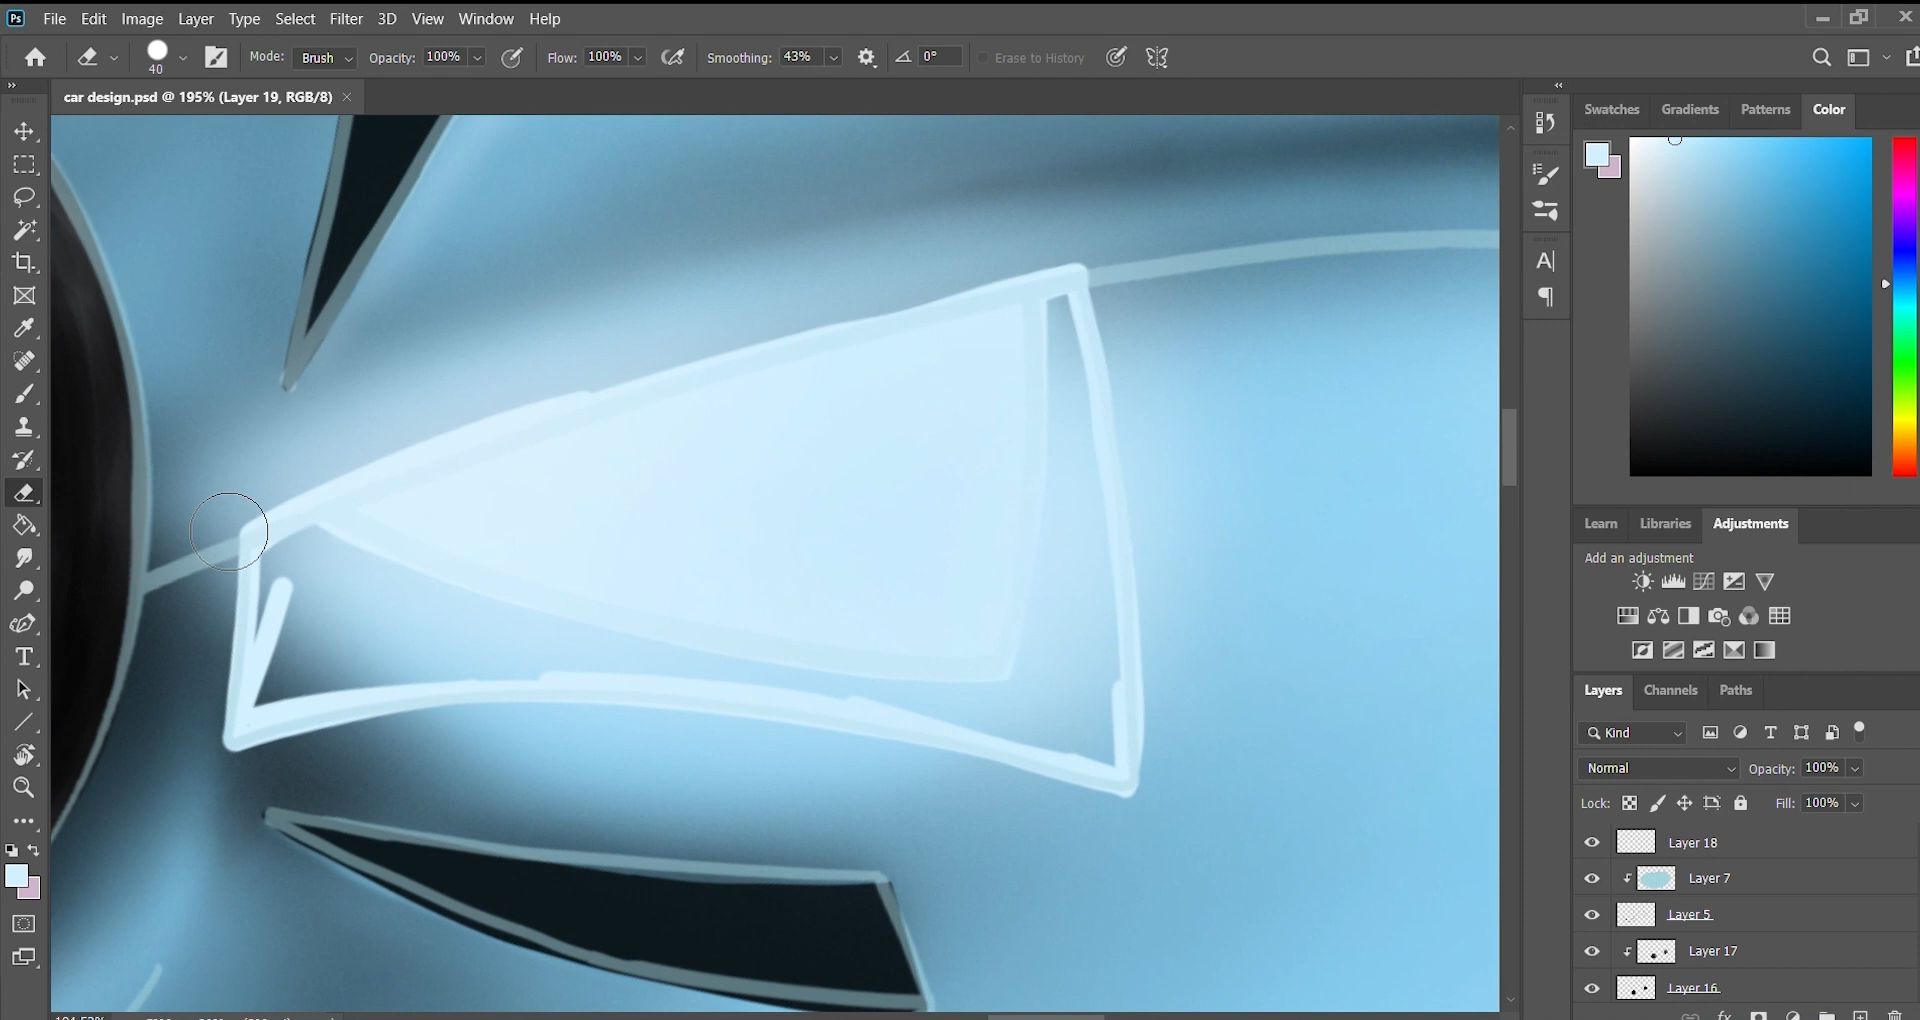 Ps File Edit Image Layer Type Select Filter 3D View Window Help
40 Mode: Brush Opacity: 100% Flow: 100% Smoothing: 43% 0° Erase to History
car design.psd @ 195% (Layer 19, RGB/8)
Swatches Gradients Patterns Color
Learn Libraries Adjustments
Add an adjustment
Layers Channels Paths
Kind
Normal Opacity: 100%
Lock: Fill: 100%
Layer 18
Layer 7
Layer 5
Layer 17
Layer 16